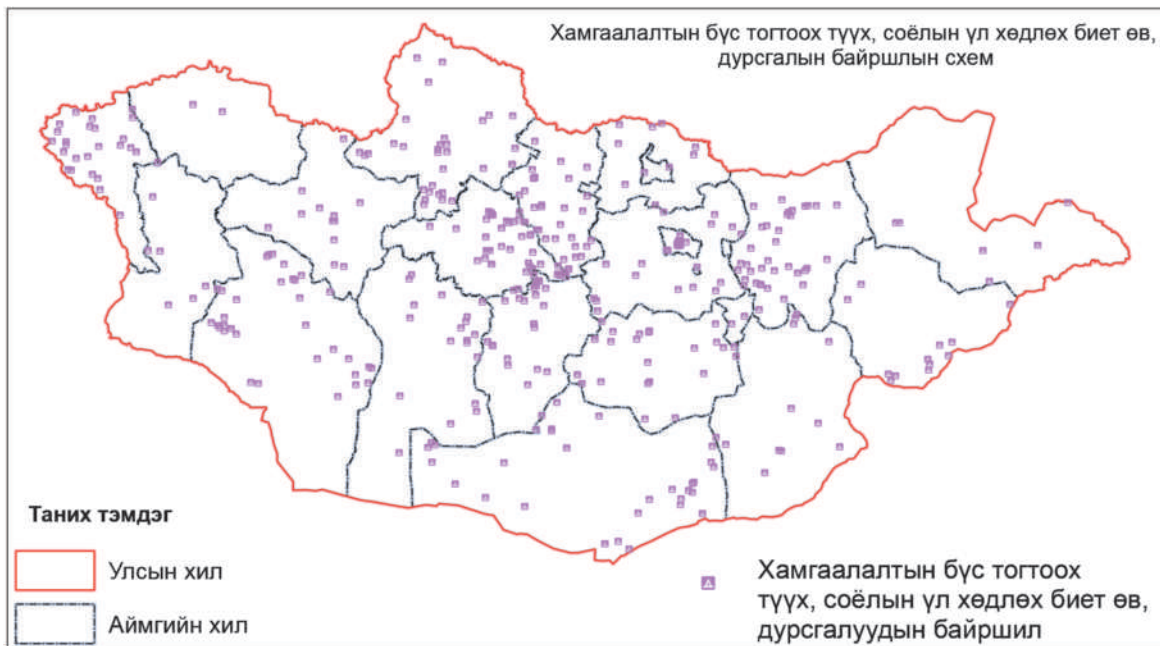 Хамгаалалтын бүс тогтоох түүх, соёлын үл хөдлөх биет өв,
дурсгалын байршлын схем
Таних тэмдэг
Улсын хил
Аймгийн хил
Хамгаалалтын бүс тогтоох
түүх, соёлын үл хөдлөх биет өв,
дурсгалуудын байршил